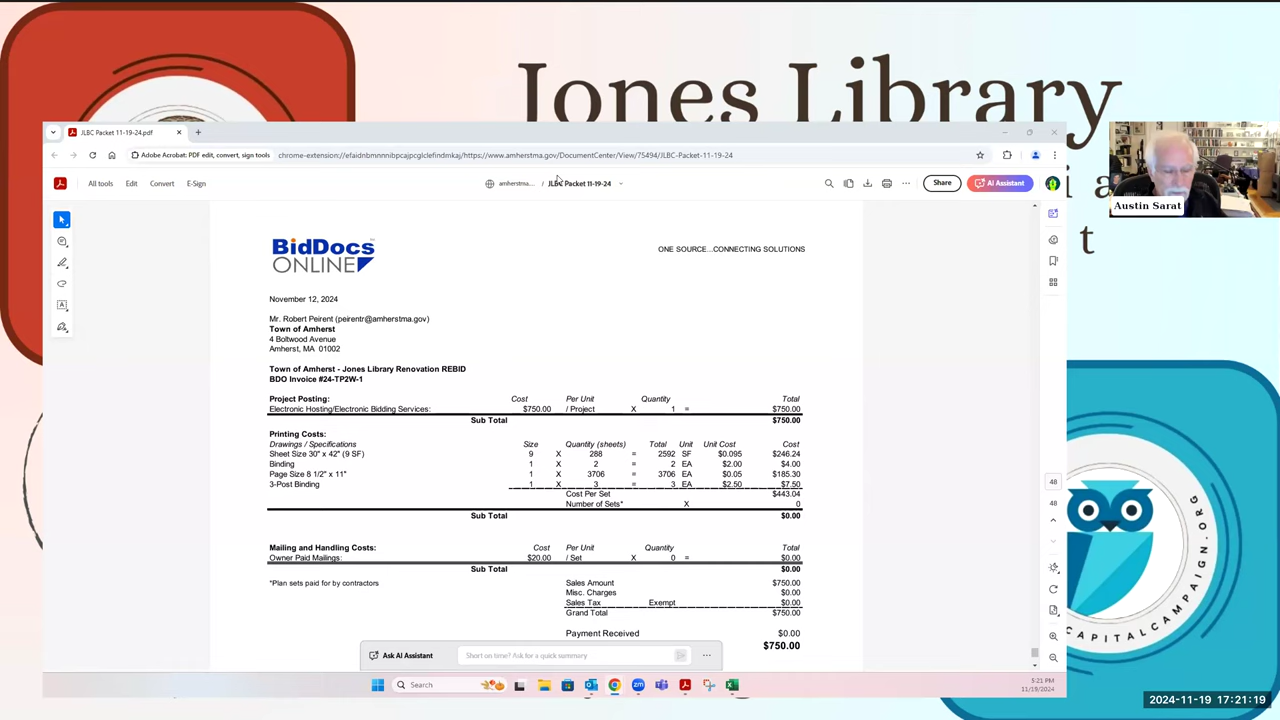 Jones Library
JLBC Packet 11-19-24.pdf
Adobe Acrobat: PDF edit, convert, sign tools
chrome-extension://efaidnbmnnnibpcajpcglclefindmkaj/https://www.amherstma.gov/DocumentCenter/View/75494/JLBC-Packet-11-19-24
All tools Edit Convert E-Sign
amherstma... / JLBC Packet 11-19-24
Share AI Assistant
Austin Sarat
BidDocs
ONLINE
ONE SOURCE...CONNECTING SOLUTIONS
November 12, 2024
Mr. Robert Peirent (peirentr@amherstma.gov)
Town of Amherst
4 Boltwood Avenue
Amherst, MA 01002
Town of Amherst - Jones Library Renovation REBID
BDO Invoice #24-TP2W-1
Project Posting: Cost Per Unit Quantity Total
Electronic Hosting/Electronic Bidding Services: $750.00 / Project X 1 = $750.00
Sub Total $750.00
Printing Costs:
Drawings / Specifications Size Quantity (sheets) Total Unit Unit Cost Cost
Sheet Size 30" x 42" (9 SF) 9 X 288 = 2592 SF $0.095 $246.24
Binding 1 X 2 = 2 EA $2.00 $4.00
Page Size 8 1/2" x 11" 1 X 3706 = 3706 EA $0.05 $185.30
3-Post Binding 1 X 3 = 3 EA $2.50 $7.50
Cost Per Set $443.04
Number of Sets* X 0
Sub Total $0.00
Mailing and Handling Costs: Cost Per Unit Quantity Total
Owner Paid Mailings: $20.00 / Set X 0 = $0.00
Sub Total $0.00
*Plan sets paid for by contractors
Sales Amount $750.00
Misc. Charges $0.00
Sales Tax Exempt $0.00
Grand Total $750.00
Payment Received $0.00
$750.00
48
48
Ask AI Assistant Short on time? Ask for a quick summary
Search
5:21 PM
11/19/2024
CAPITALCAMPAIGN.ORG
2024-11-19 17:21:19